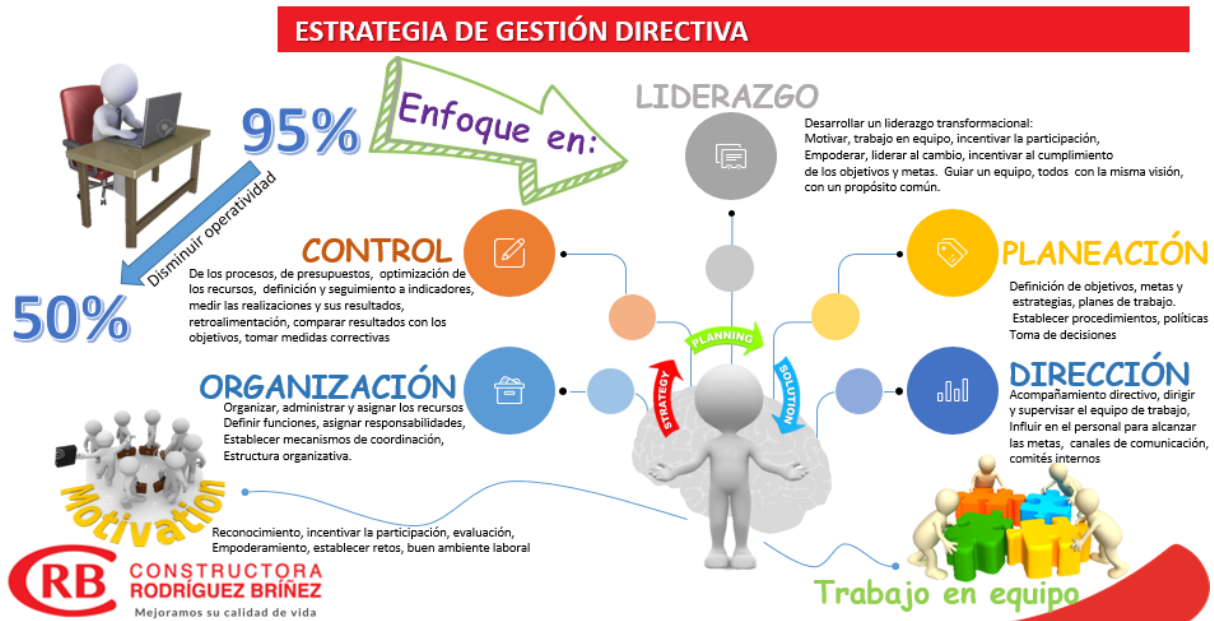 ESTRATEGIA DE GESTIÓN DIRECTIVA
95%
Disminuir operatividad
50%
Enfoque en:
LIDERAZGO
Desarrollar un liderazgo transformacional:
Motivar, trabajo en equipo, incentivar la participación,
Empoderar, liderar al cambio, incentivar al cumplimiento
de los objetivos y metas. Guiar un equipo, todos con la misma visión,
con un propósito común.
CONTROL
De los procesos, de presupuestos, optimización de
los recursos, definición y seguimiento a indicadores,
medir las realizaciones y sus resultados,
retroalimentación, comparar resultados con los
objetivos, tomar medidas correctivas
PLANEACIÓN
Definición de objetivos, metas y
estrategias, planes de trabajo.
Establecer procedimientos, políticas
Toma de decisiones
ORGANIZACIÓN
Organizar, administrar y asignar los recursos
Definir funciones, asignar responsabilidades,
Establecer mecanismos de coordinación,
Estructura organizativa.
STRATEGY
PLANNING
SOLUTION
DIRECCIÓN
Acompañamiento directivo, dirigir
y supervisar el equipo de trabajo,
Influir en el personal para alcanzar
las metas, canales de comunicación,
comités internos
Motivation
Reconocimiento, incentivar la participación, evaluación,
Empoderamiento, establecer retos, buen ambiente laboral
Trabajo en equipo
CRB
CONSTRUCTORA
RODRÍGUEZ BRÍÑEZ
Mejoramos su calidad de vida